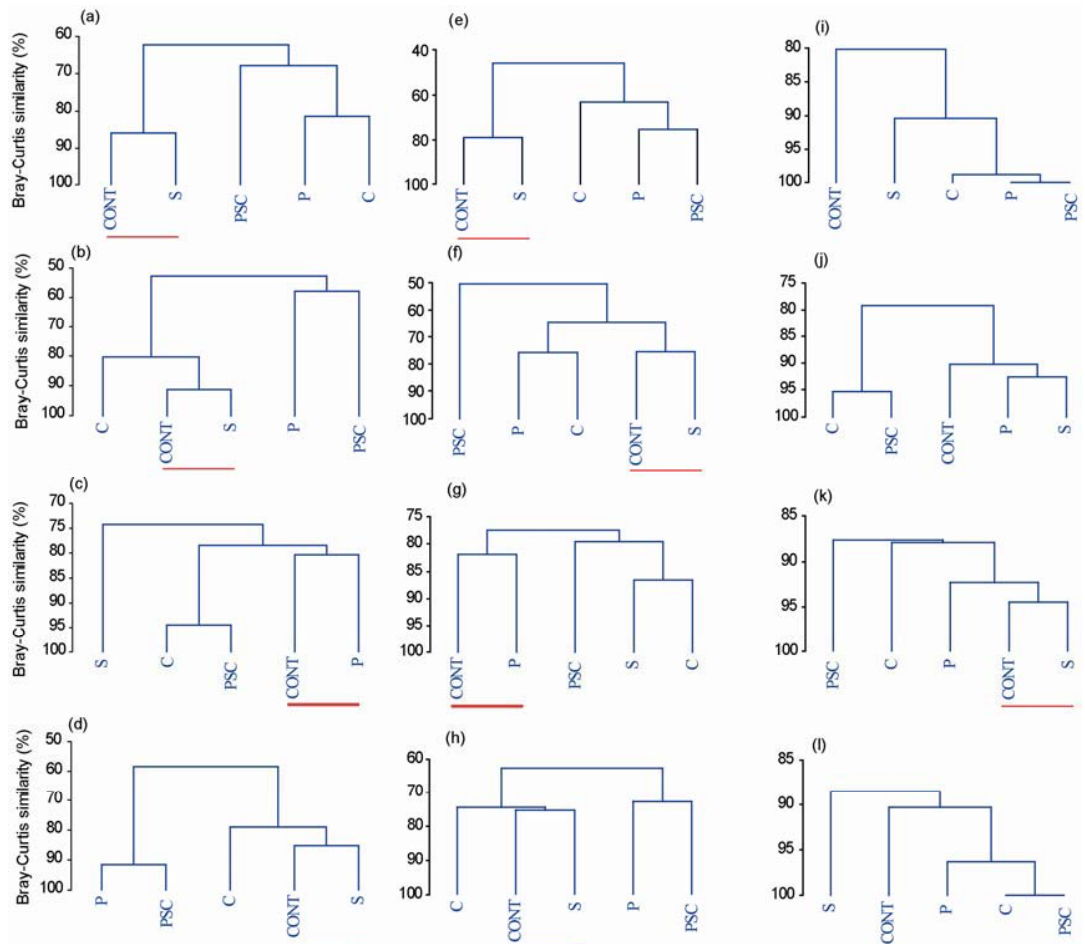 (a)
Bray-Curtis similarity (%)
60
70
80
90
100
CONT
S
PSC
P
C
(e)
40
60
80
100
CONT
S
C
P
PSC
(i)
80
85
90
95
100
CONT
S
C
P
PSC
(b)
Bray-Curtis similarity (%)
50
60
70
80
90
100
C
CONT
S
P
PSC
(f)
50
60
70
80
90
100
PSC
P
C
CONT
S
(j)
75
80
85
90
95
100
C
PSC
CONT
P
S
(c)
Bray-Curtis similarity (%)
70
75
80
85
90
95
100
S
C
PSC
CONT
P
(g)
75
80
85
90
95
100
CONT
P
PSC
S
C
(k)
85
90
95
100
PSC
C
P
CONT
S
(d)
Bray-Curtis similarity (%)
50
60
70
80
90
100
P
PSC
C
CONT
S
(h)
60
70
80
90
100
C
CONT
S
P
PSC
(l)
85
90
95
100
S
CONT
P
C
PSC